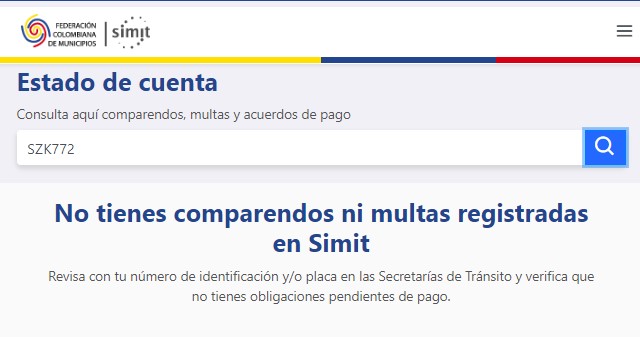 FEDERACIÓN
COLOMBIANA
DE MUNICIPIOS
simit
Estado de cuenta
Consulta aquí comparendos, multas y acuerdos de pago
SZK772
No tienes comparendos ni multas registradas
en Simit
Revisa con tu número de identificación y/o placa en las Secretarías de Tránsito y verifica que
no tienes obligaciones pendientes de pago.